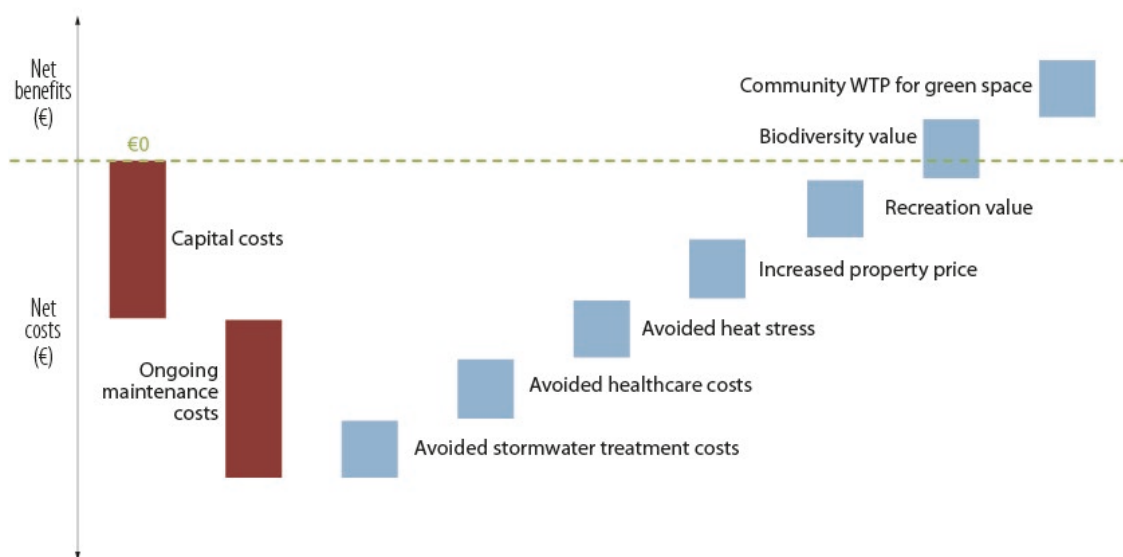 Net
benefits
(€)
€0
Community WTP for green space
Biodiversity value
Recreation value
Capital costs
Increased property price
Net
costs
(€)
Avoided heat stress
Ongoing
maintenance
costs
Avoided healthcare costs
Avoided stormwater treatment costs